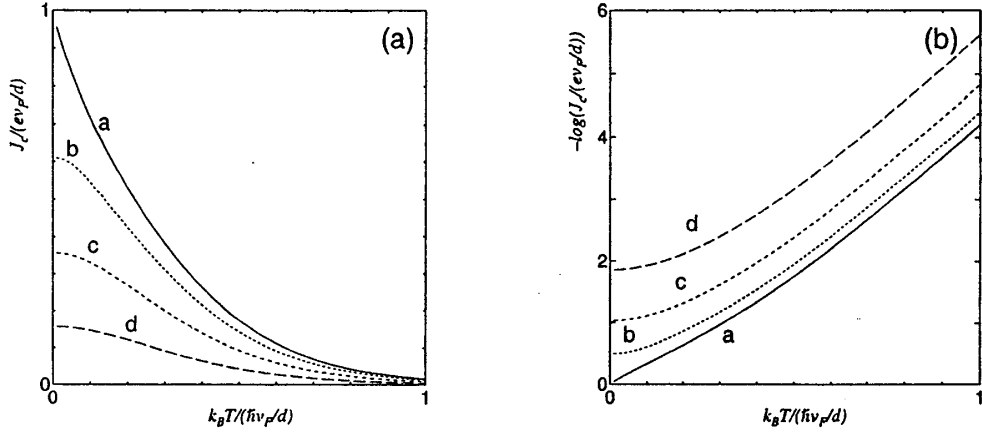 1
(a)
J_c/(ev_F/d)
a
b
c
d
0
0
1
k_BT/(ħv_F/d)
6
(b)
-log(J_c/(ev_F/d))
4
d
2
c
b
a
0
0
1
k_BT/(ħv_F/d)